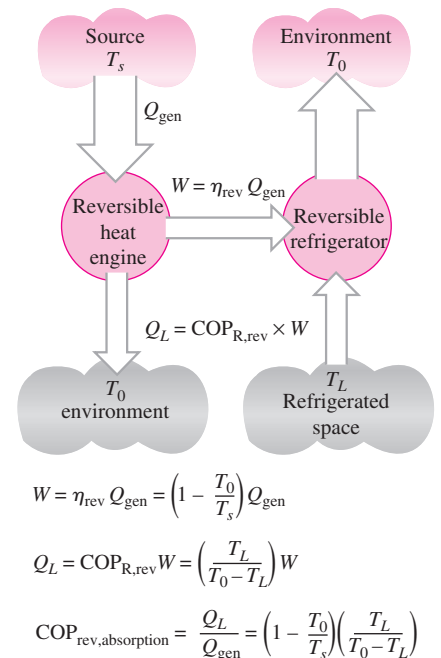 Source
T_s
Environment
T_0
Q_gen
W = η_rev Q_gen
Reversible
heat
engine
Reversible
refrigerator
Q_L = COP_R,rev × W
T_0
environment
T_L
Refrigerated
space
W = η_rev Q_gen = (1 − T_0/T_s) Q_gen
Q_L = COP_R,rev W = (T_L/(T_0 − T_L)) W
COP_rev,absorption = Q_L/Q_gen = (1 − T_0/T_s)(T_L/(T_0 − T_L))